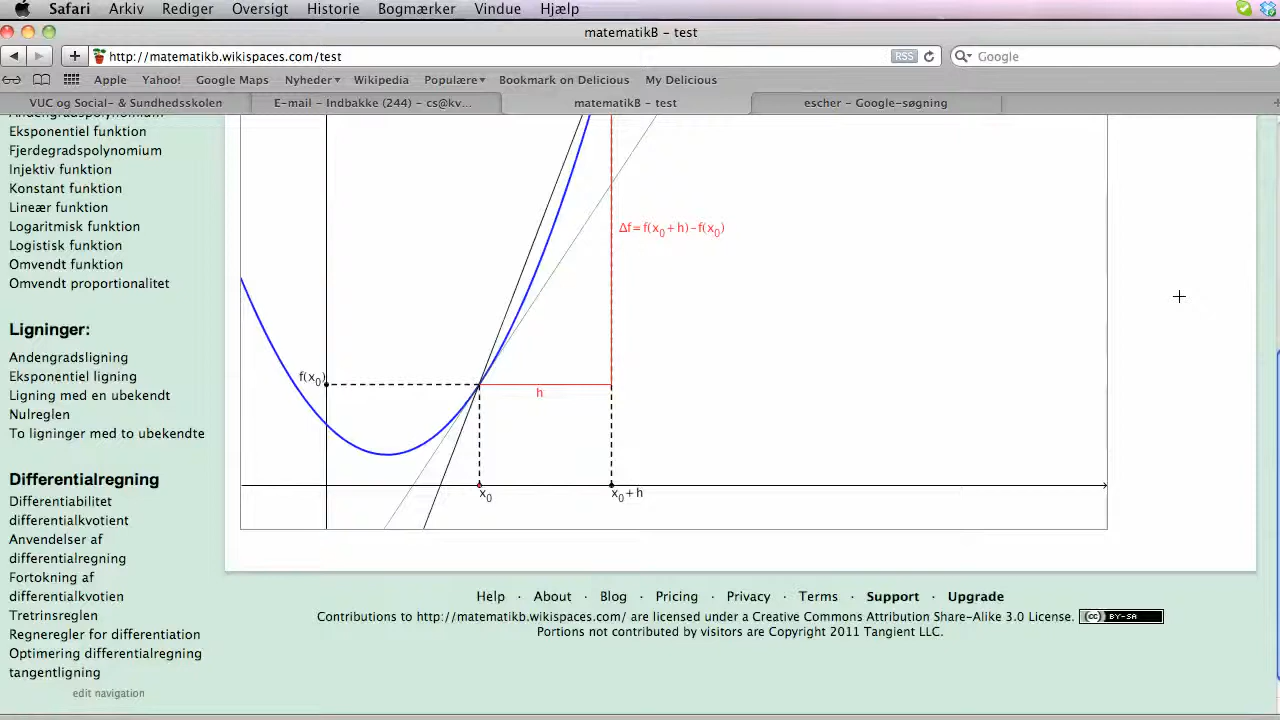 Safari Arkiv Rediger Oversigt Historie Bogmærker Vindue Hjælp
matematikB – test
http://matematikb.wikispaces.com/test RSS Google
Apple Yahoo! Google Maps Nyheder Wikipedia Populære Bookmark on Delicious My Delicious
VUC og Social- & Sundhedsskolen E-mail – Indbakke (244) – cs@kv... matematikB – test escher – Google-søgning
Andengradspolynomium
Eksponentiel funktion
Fjerdegradspolynomium
Injektiv funktion
Konstant funktion
Lineær funktion
Logaritmisk funktion
Logistisk funktion
Omvendt funktion
Omvendt proportionalitet
Ligninger:
Andengradsligning
Eksponentiel ligning
Ligning med en ubekendt
Nulreglen
To ligninger med to ubekendte
Differentialregning
Differentiabilitet
differentialkvotient
Anvendelser af
differentialregning
Fortokning af
differentialkvotien
Tretrinsreglen
Regneregler for differentiation
Optimering differentialregning
tangentligning
edit navigation
Δf=f(x₀+h)–f(x₀)
f(x₀)
h
x₀ x₀+h
Help · About · Blog · Pricing · Privacy · Terms · Support · Upgrade
Contributions to http://matematikb.wikispaces.com/ are licensed under a Creative Commons Attribution Share-Alike 3.0 License. cc BY-SA
Portions not contributed by visitors are Copyright 2011 Tangient LLC.